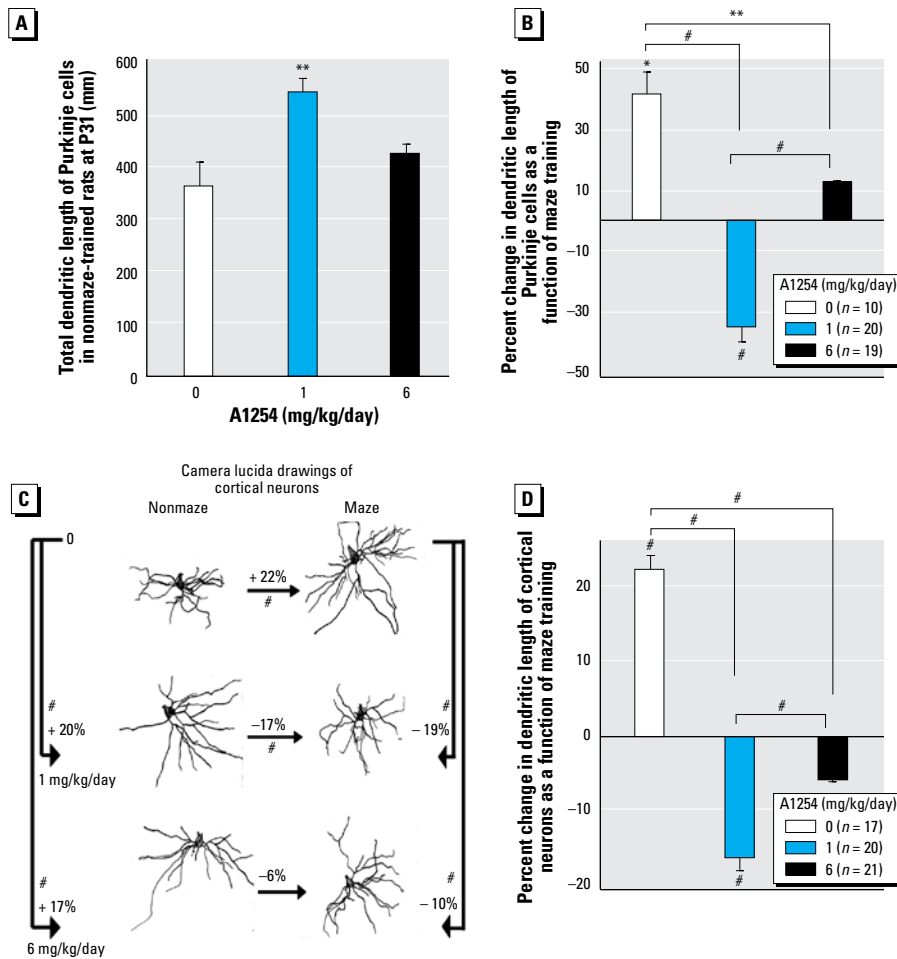 A
Total dendritic length of Purkinje cells
in nonmaze-trained rats at P31 (mm)
600
500
400
300
200
100
0
**
0
1
6
A1254 (mg/kg/day)
B
Percent change in dendritic length of
Purkinje cells as a
function of maze training
50
30
10
–10
–30
–50
**
#
*
#
#
A1254 (mg/kg/day)
0 (n = 10)
1 (n = 20)
6 (n = 19)
C
Camera lucida drawings of
cortical neurons
Nonmaze
Maze
0
+ 22%
#
#
+ 20%
1 mg/kg/day
–17%
#
#
– 19%
#
+ 17%
6 mg/kg/day
–6%
#
– 10%
D
Percent change in dendritic length of cortical
neurons as a function of maze training
20
10
0
–10
–20
#
#
#
#
#
A1254 (mg/kg/day)
0 (n = 17)
1 (n = 20)
6 (n = 21)